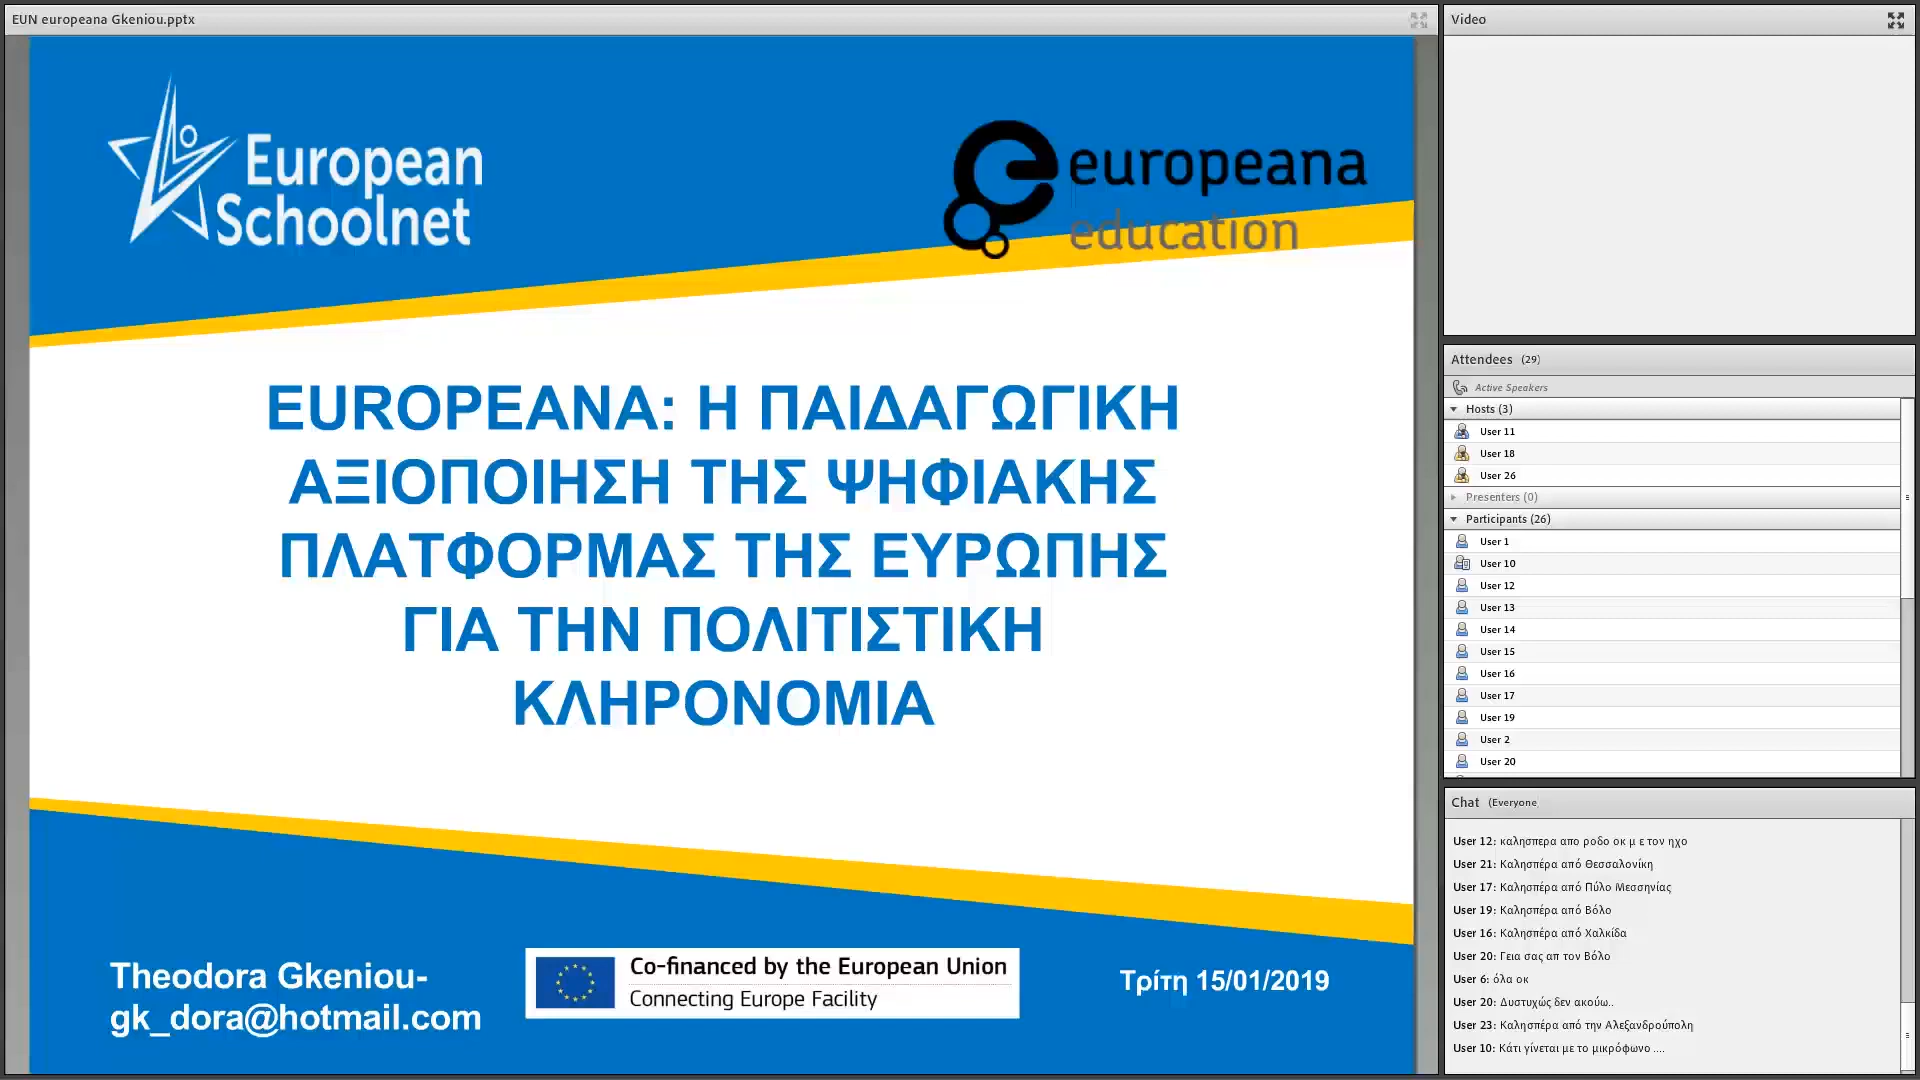 EUN europeana Gkeniou.pptx
European
Schoolnet
europeana
education
EUROPEANA: Η ΠΑΙΔΑΓΩΓΙΚΗ
ΑΞΙΟΠΟΙΗΣΗ ΤΗΣ ΨΗΦΙΑΚΗΣ
ΠΛΑΤΦΟΡΜΑΣ ΤΗΣ ΕΥΡΩΠΗΣ
ΓΙΑ ΤΗΝ ΠΟΛΙΤΙΣΤΙΚΗ
ΚΛΗΡΟΝΟΜΙΑ
Theodora Gkeniou-
gk_dora@hotmail.com
Co-financed by the European Union
Connecting Europe Facility
Τρίτη 15/01/2019
Video
Attendees (29)
Active Speakers
Hosts (3)
User 11
User 18
User 26
Presenters (0)
Participants (26)
User 1
User 10
User 12
User 13
User 14
User 15
User 16
User 17
User 19
User 2
User 20
Chat (Everyone
User 12: καλησπερα απο ροδο οκ μ ε τον ηχο
User 21: Καλησπέρα από Θεσσαλονίκη
User 17: Καλησπέρα από Πύλο Μεσσηνίας
User 19: Καλησπέρα από Βόλο
User 16: Καλησπέρα από Χαλκίδα
User 20: Γεια σας απ τον Βόλο
User 6: όλα οκ
User 20: Δυστυχώς δεν ακούω..
User 23: Καλησπέρα από την Αλεξανδρούπολη
User 10: Κάτι γίνεται με το μικρόφωνο ....